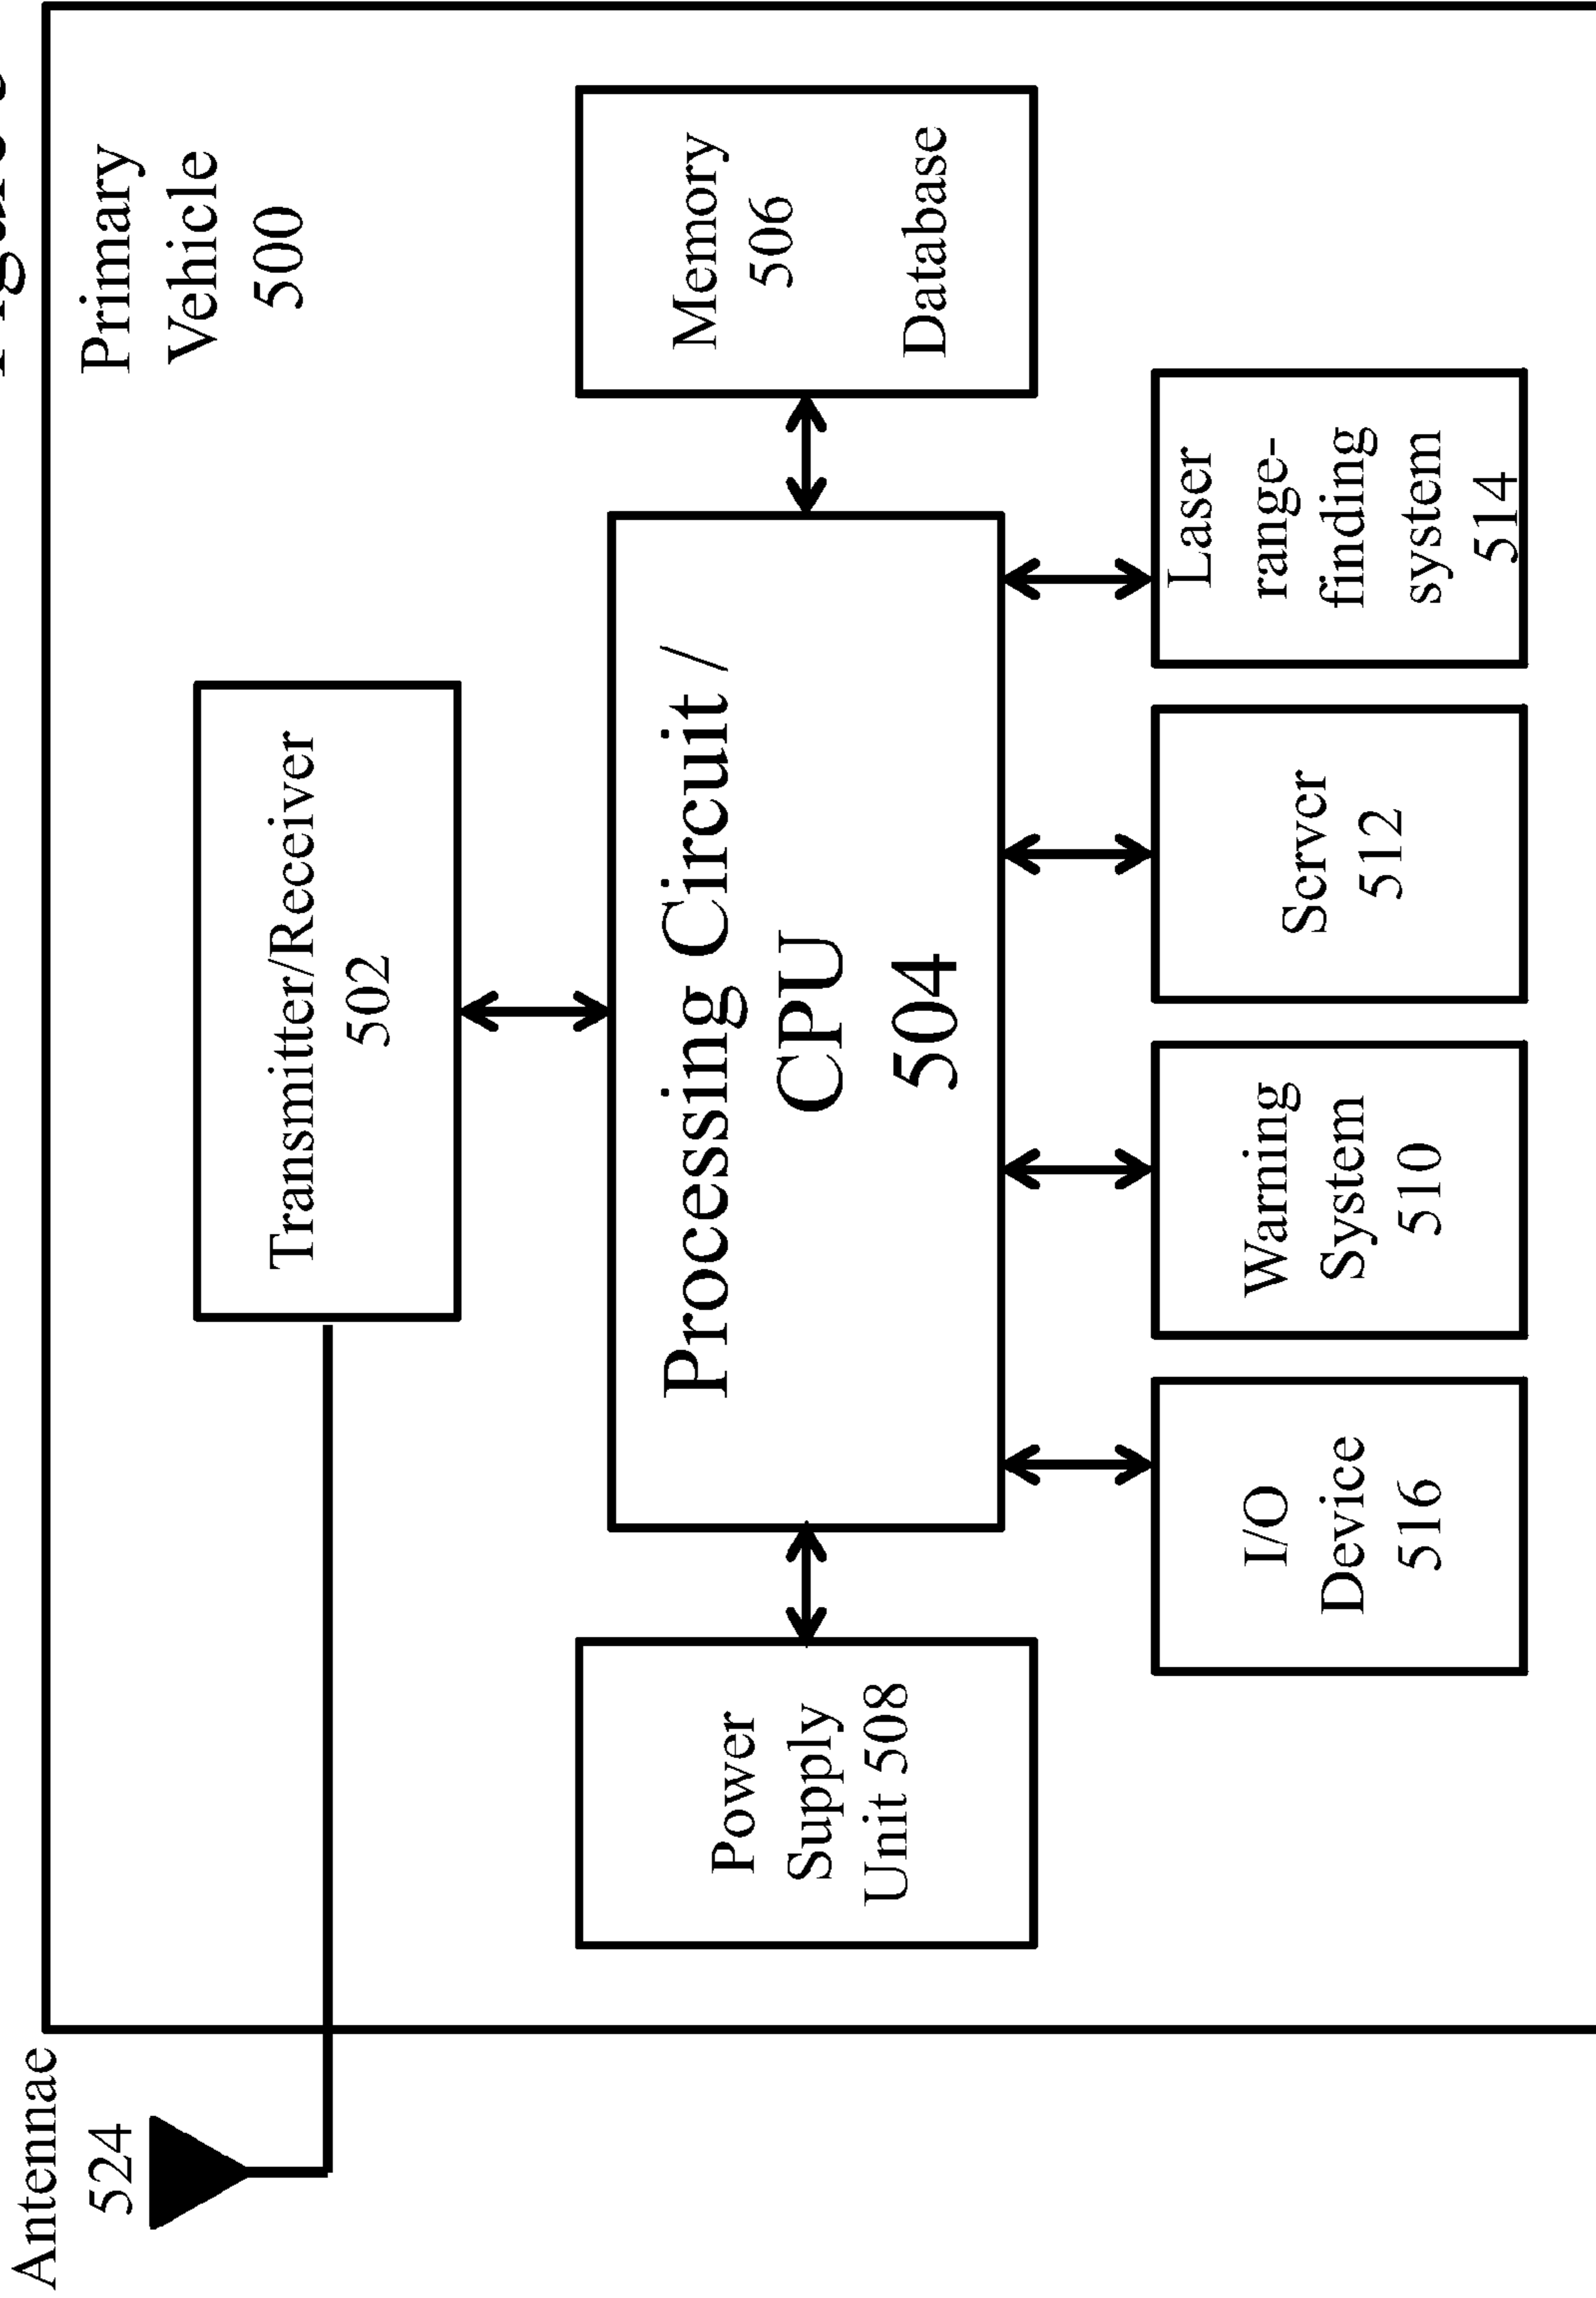 Primary
Vehicle
500
Antennae
524
Transmitter/Receiver
502
Processing Circuit /
CPU
504
Memory
506
Database
Power
Supply
Unit 508
I/O
Device
516
Warning
System
510
Server
512
Laser
range-
finding
system
514